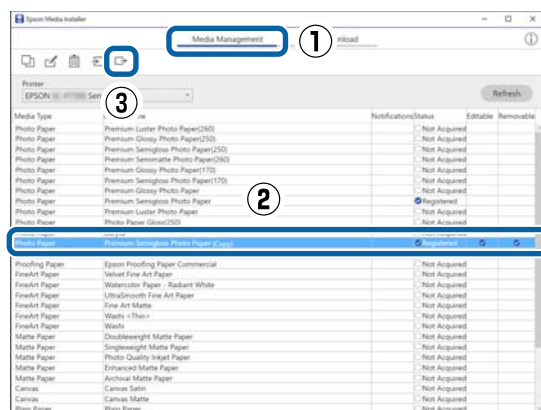 Epson Media Installer
Media Management
①
nload
③
Printer
EPSON Seri
Refresh
Media Type Notifications Status Editable Removable
Photo Paper Premium Luster Photo Paper(260) Not Acquired
Photo Paper Premium Glossy Photo Paper(250) Not Acquired
Photo Paper Premium Semigloss Photo Paper(250) Not Acquired
Photo Paper Premium Semimatte Photo Paper(260) Not Acquired
Photo Paper Premium Glossy Photo Paper(170) Not Acquired
Photo Paper Premium Semigloss Photo Paper(170) Not Acquired
Photo Paper Premium Glossy Photo Paper Not Acquired
Photo Paper Premium Semigloss Photo Paper Registered
Photo Paper Premium Luster Photo Paper Not Acquired
Photo Paper Photo Paper Gloss(250) Not Acquired
②
Photo Paper Premium Semigloss Photo Paper (Copy) Registered
Proofing Paper Epson Proofing Paper Commercial Not Acquired
FineArt Paper Velvet Fine Art Paper Not Acquired
FineArt Paper Watercolor Paper - Radiant White Not Acquired
FineArt Paper UltraSmooth Fine Art Paper Not Acquired
FineArt Paper Fine Art Matte Not Acquired
FineArt Paper Washi <Thin> Not Acquired
FineArt Paper Washi Not Acquired
Matte Paper Doubleweight Matte Paper Not Acquired
Matte Paper Singleweight Matte Paper Not Acquired
Matte Paper Photo Quality Inkjet Paper Not Acquired
Matte Paper Enhanced Matte Paper Not Acquired
Matte Paper Archival Matte Paper Not Acquired
Canvas Canvas Satin Not Acquired
Canvas Canvas Matte Not Acquired
Plain Paper Plain Paper Not Acquired